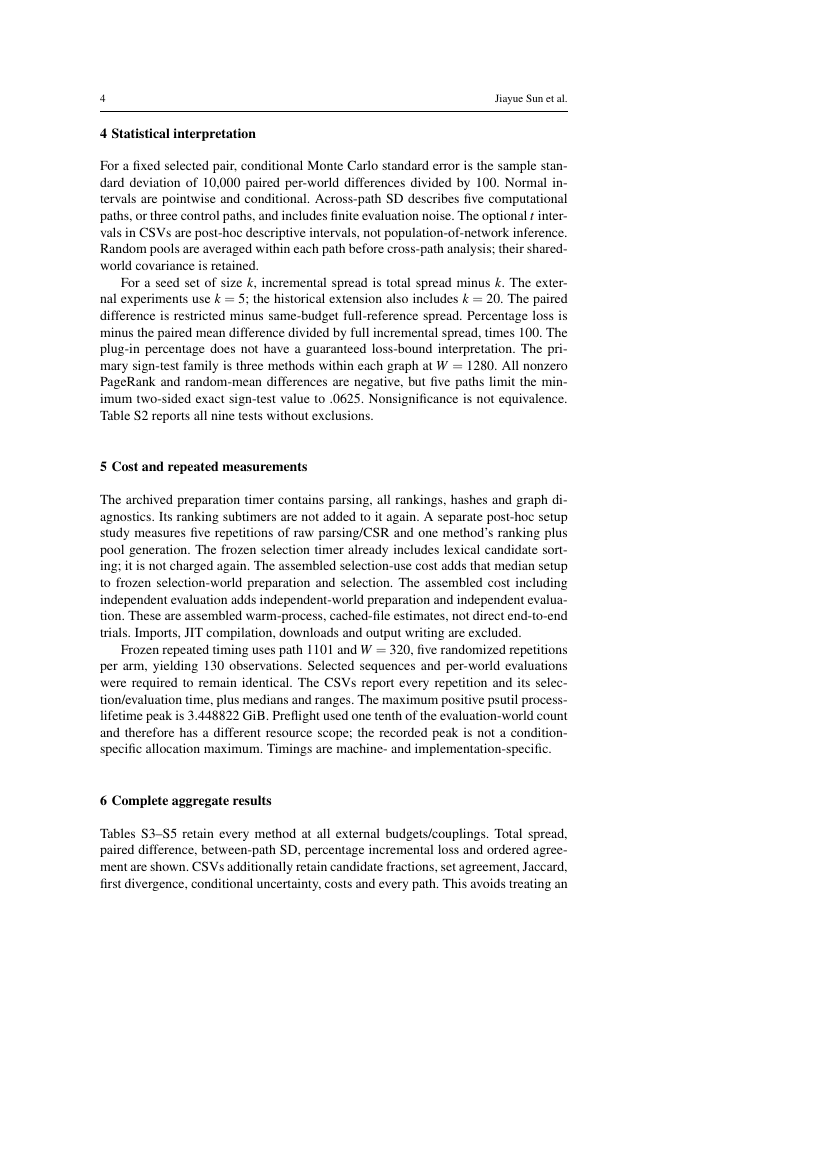 4
Jiayue Sun et al.
4 Statistical interpretation
For a fixed selected pair, conditional Monte Carlo standard error is the sample stan-
dard deviation of 10,000 paired per-world differences divided by 100. Normal in-
tervals are pointwise and conditional. Across-path SD describes five computational
paths, or three control paths, and includes finite evaluation noise. The optional t inter-
vals in CSVs are post-hoc descriptive intervals, not population-of-network inference.
Random pools are averaged within each path before cross-path analysis; their shared-
world covariance is retained.
For a seed set of size k, incremental spread is total spread minus k. The exter-
nal experiments use k = 5; the historical extension also includes k = 20. The paired
difference is restricted minus same-budget full-reference spread. Percentage loss is
minus the paired mean difference divided by full incremental spread, times 100. The
plug-in percentage does not have a guaranteed loss-bound interpretation. The pri-
mary sign-test family is three methods within each graph at W = 1280. All nonzero
PageRank and random-mean differences are negative, but five paths limit the min-
imum two-sided exact sign-test value to .0625. Nonsignificance is not equivalence.
Table S2 reports all nine tests without exclusions.
5 Cost and repeated measurements
The archived preparation timer contains parsing, all rankings, hashes and graph di-
agnostics. Its ranking subtimers are not added to it again. A separate post-hoc setup
study measures five repetitions of raw parsing/CSR and one method’s ranking plus
pool generation. The frozen selection timer already includes lexical candidate sort-
ing; it is not charged again. The assembled selection-use cost adds that median setup
to frozen selection-world preparation and selection. The assembled cost including
independent evaluation adds independent-world preparation and independent evalua-
tion. These are assembled warm-process, cached-file estimates, not direct end-to-end
trials. Imports, JIT compilation, downloads and output writing are excluded.
Frozen repeated timing uses path 1101 and W = 320, five randomized repetitions
per arm, yielding 130 observations. Selected sequences and per-world evaluations
were required to remain identical. The CSVs report every repetition and its selec-
tion/evaluation time, plus medians and ranges. The maximum positive psutil process-
lifetime peak is 3.448822 GiB. Preflight used one tenth of the evaluation-world count
and therefore has a different resource scope; the recorded peak is not a condition-
specific allocation maximum. Timings are machine- and implementation-specific.
6 Complete aggregate results
Tables S3–S5 retain every method at all external budgets/couplings. Total spread,
paired difference, between-path SD, percentage incremental loss and ordered agree-
ment are shown. CSVs additionally retain candidate fractions, set agreement, Jaccard,
first divergence, conditional uncertainty, costs and every path. This avoids treating an